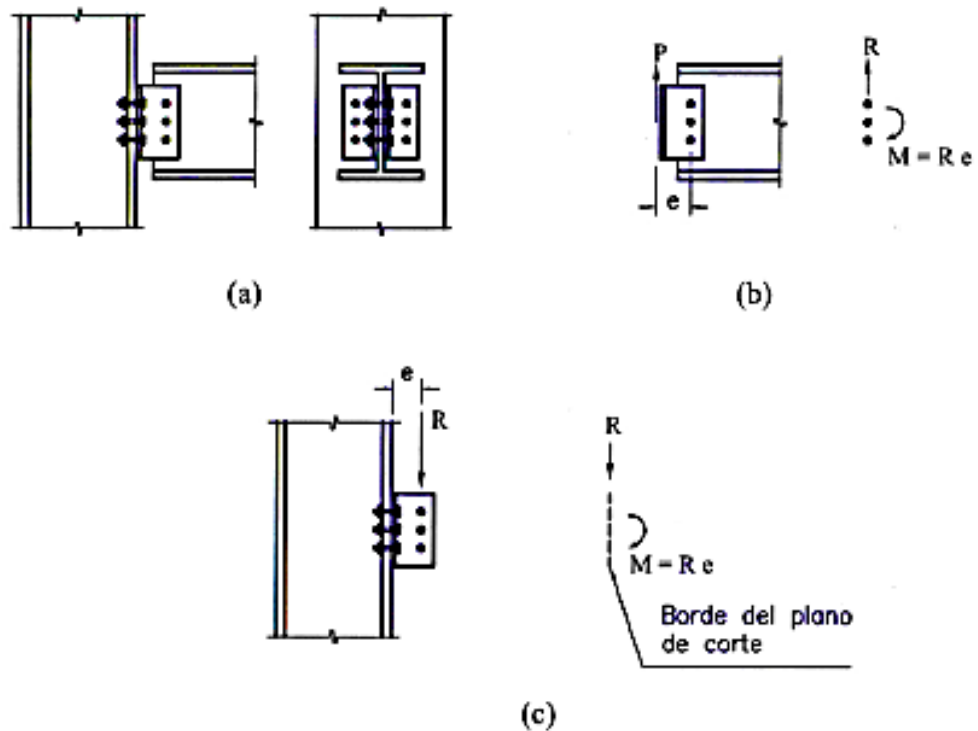 P
R
M = R e
e
(a)
(b)
e
R
R
M = R e
Borde del plano
de corte
(c)